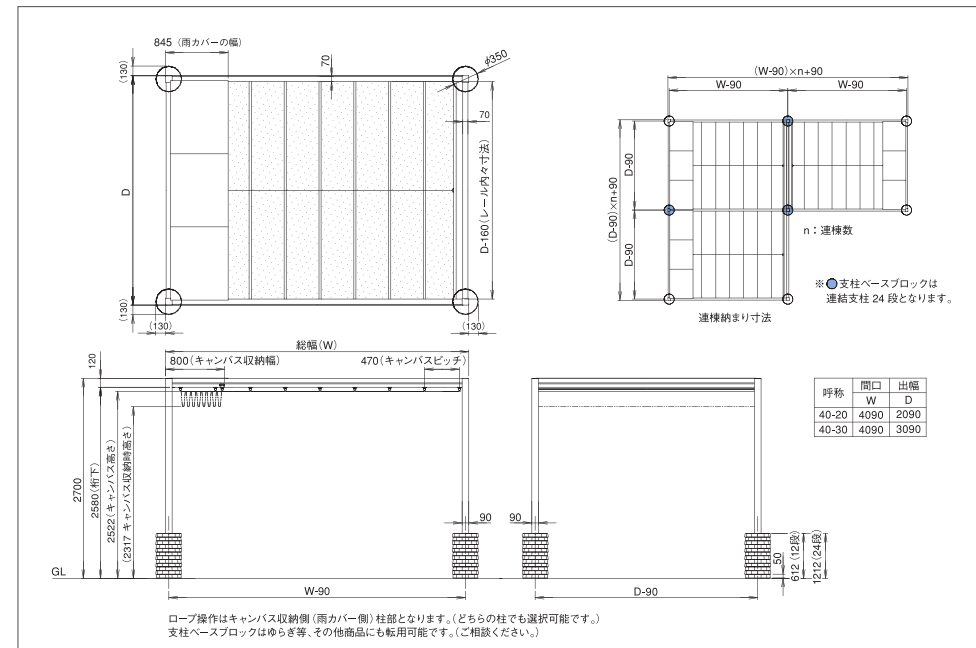 845（雨カバーの幅）
(130)
70
φ350
70
D
D-160(レール内々寸法)
(130)
(130)
(130)
(W-90)×n+90
W-90
W-90
(D-90)×n+90
D-90
D-90
n：連棟数
※ 支柱ベースブロックは
連結支柱 24 段となります。
連棟納まり寸法
総幅(W)
120
800(キャンバス収納幅)
470(キャンバスピッチ)
2700
2580(桁下)
2522(キャンバス高さ)
(2317 キャンバス収納時高さ)
90
90
50
612 (12段)
1212 (24段)
GL
W-90
D-90
呼称 間口 出幅
W D
40-20 4090 2090
40-30 4090 3090
ロープ操作はキャンバス収納側（雨カバー側）柱部となります。（どちらの柱でも選択可能です。）
支柱ベースブロックはゆらぎ等、その他商品にも転用可能です。（ご相談ください。）